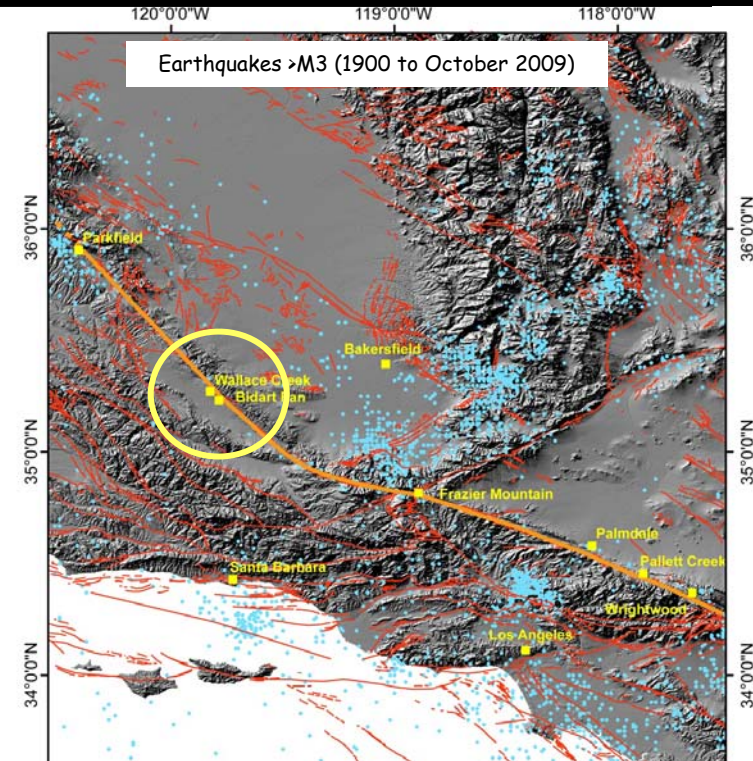 120°0'0"W
119°0'0"W
118°0'0"W
Earthquakes >M3 (1900 to October 2009)
36°0'0"N
36°0'0"N
Parkfield
Bakersfield
Wallace Creek
Bidart Fan
35°0'0"N
35°0'0"N
Frazier Mountain
Palmdale
Pallett Creek
Santa Barbara
Wrightwood
Los Angeles
34°0'0"N
34°0'0"N